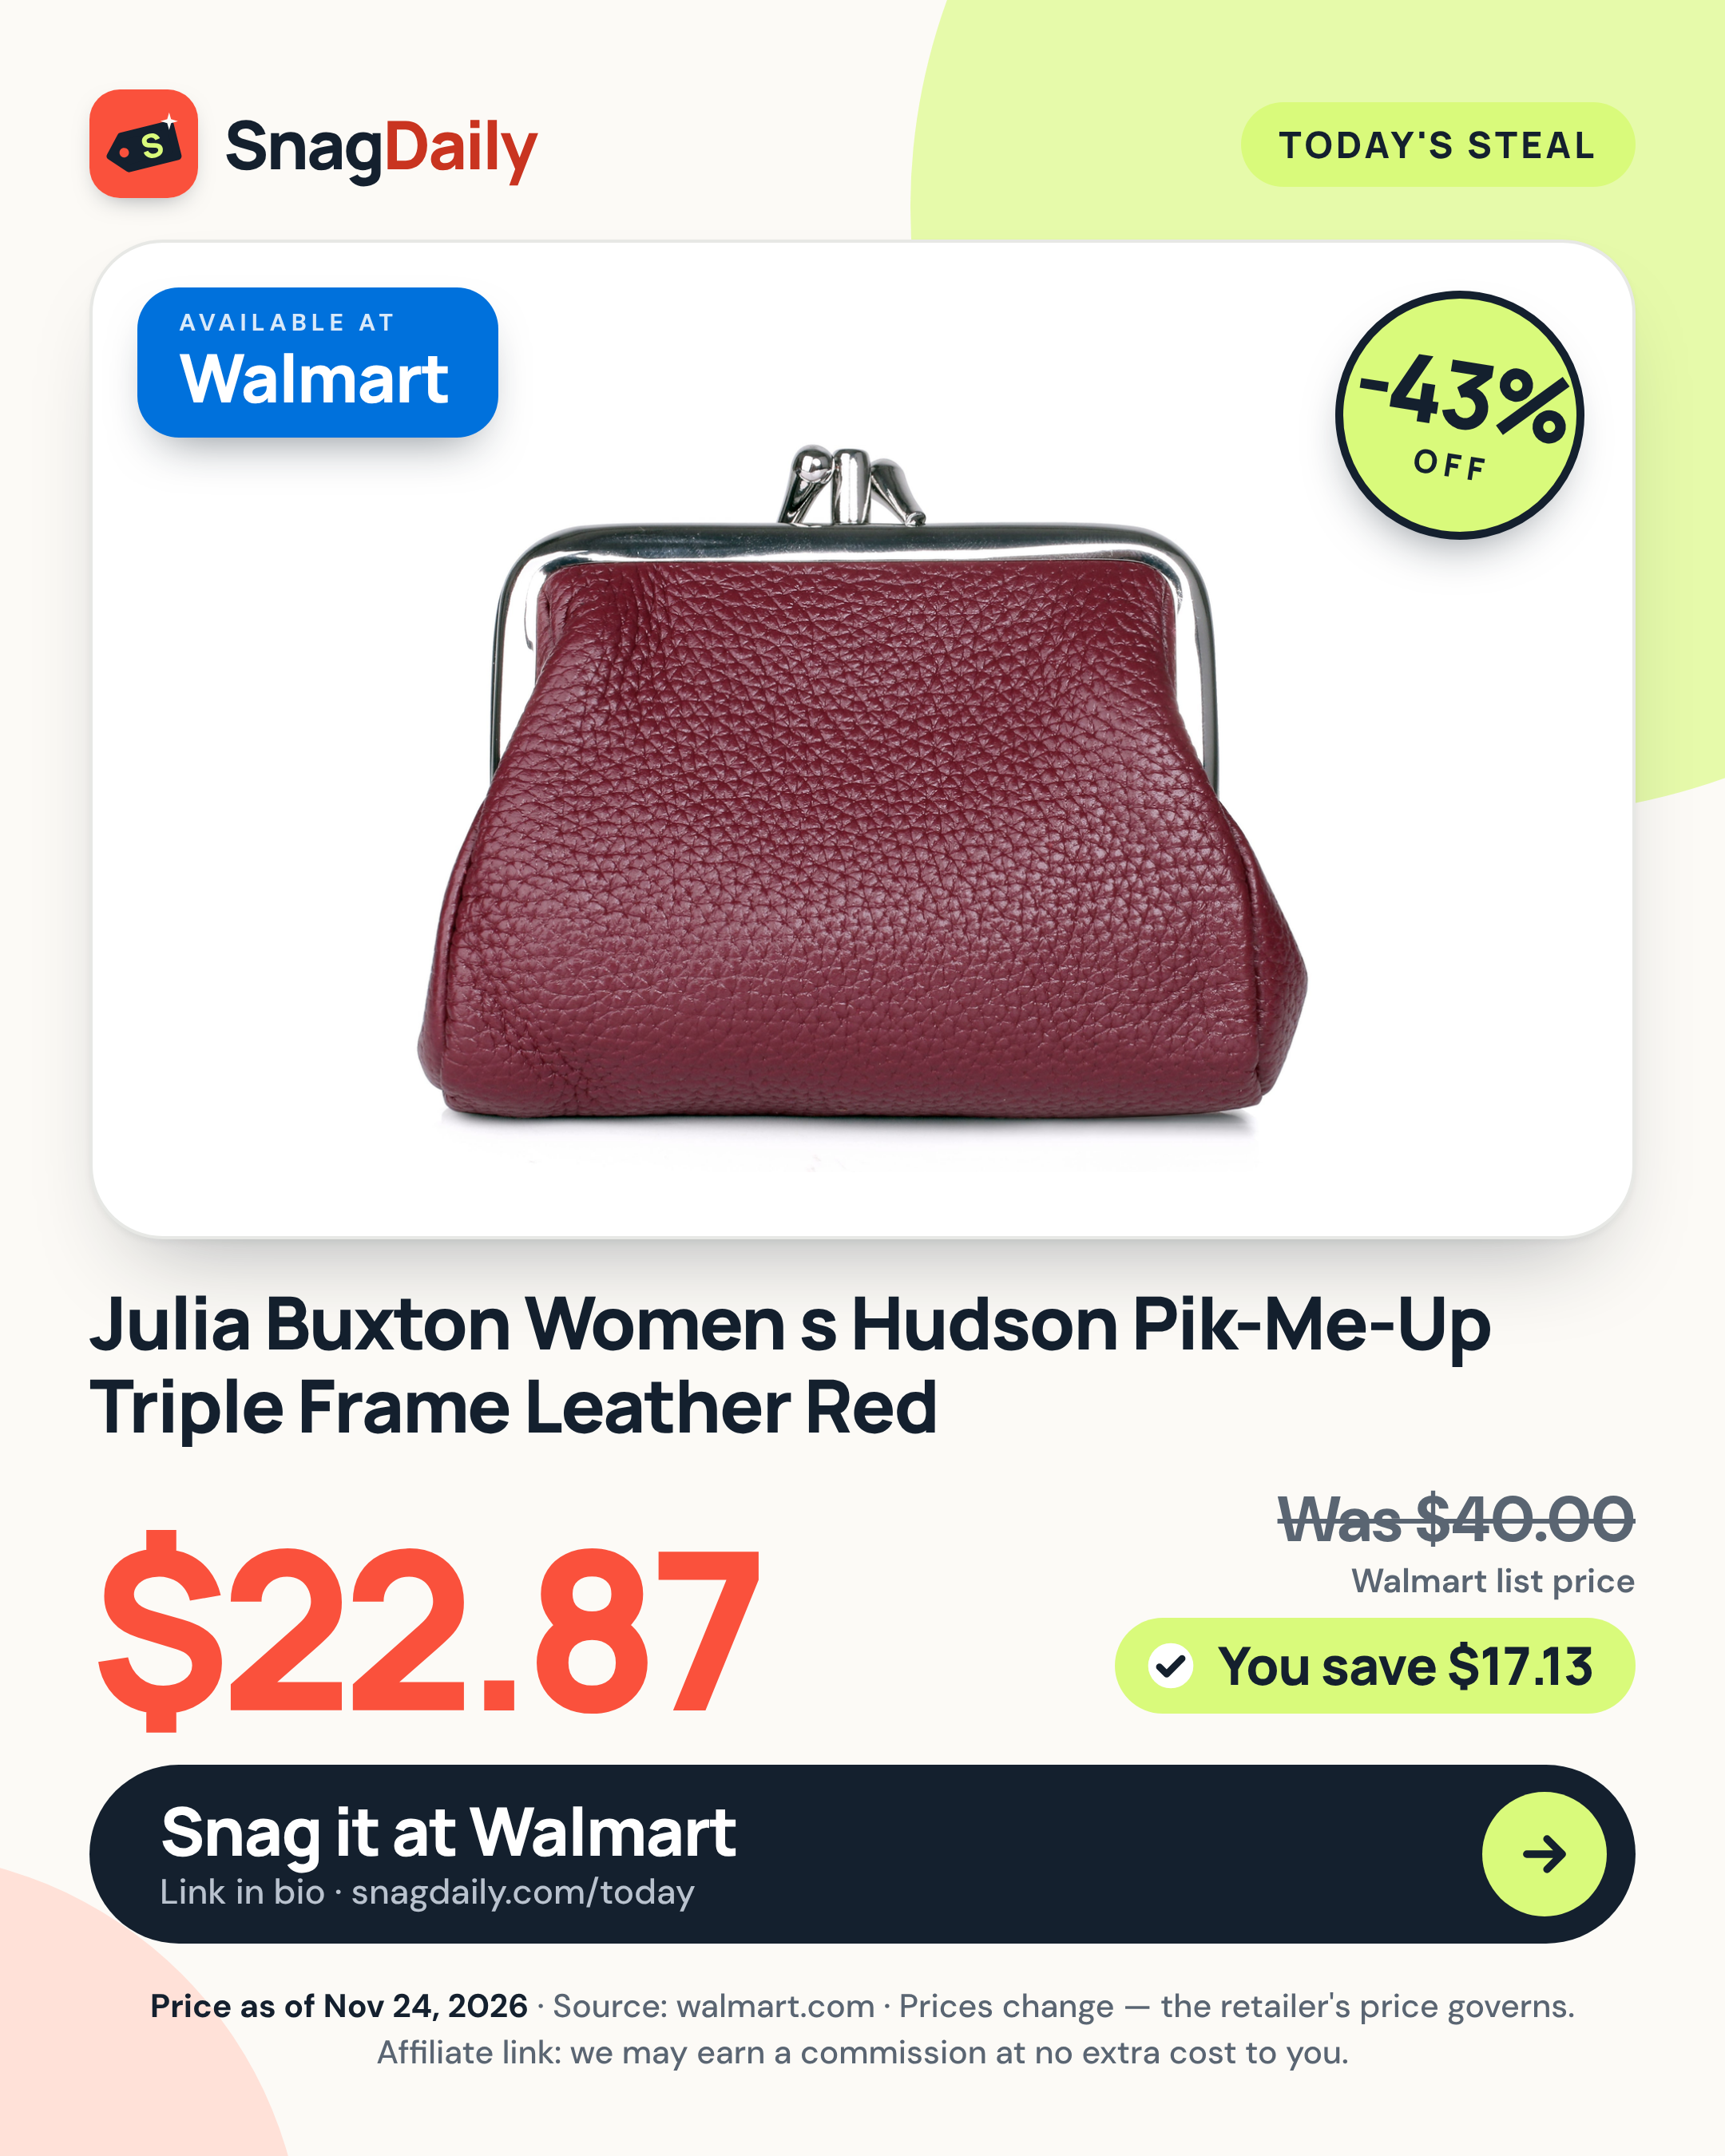 S
SnagDaily
TODAY'S STEAL
AVAILABLE AT
Walmart
-43%
OFF
Julia Buxton Women s Hudson Pik-Me-Up
Triple Frame Leather Red
$22.87
Was $40.00
Walmart list price
You save $17.13
Snag it at Walmart
Link in bio · snagdaily.com/today
Price as of Nov 24, 2026 · Source: walmart.com · Prices change — the retailer's price governs.
Affiliate link: we may earn a commission at no extra cost to you.